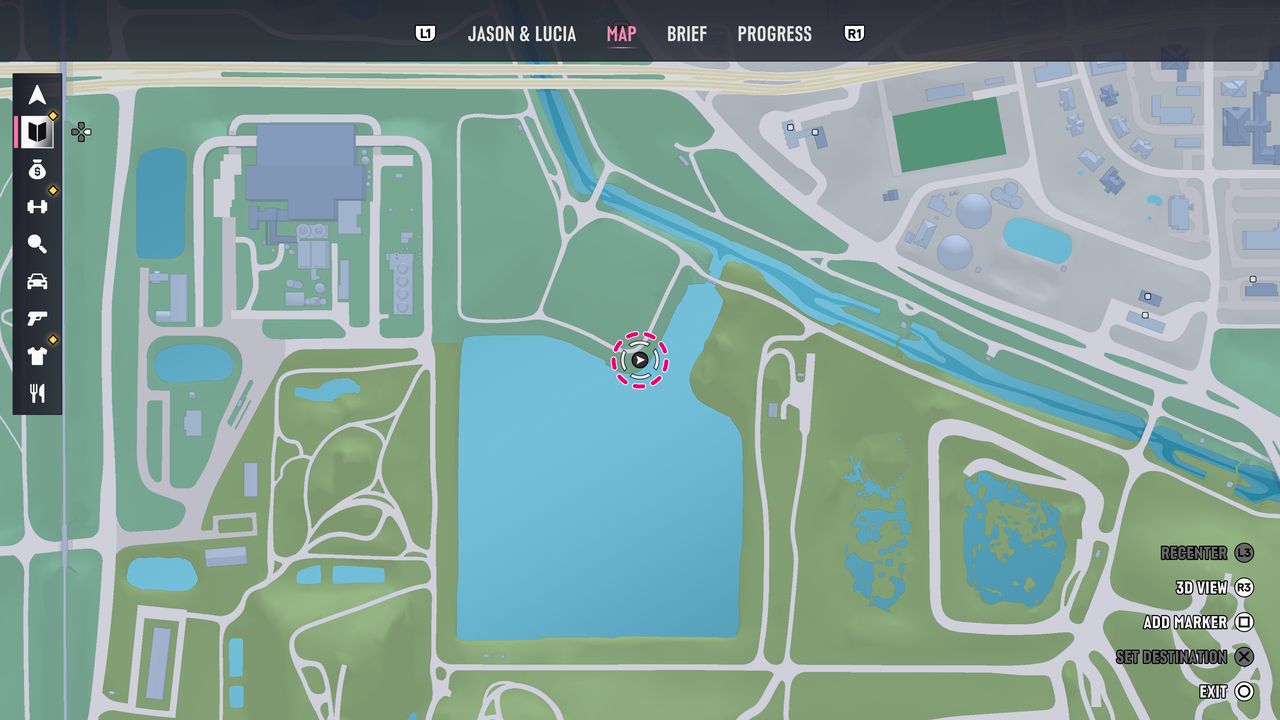 L1 JASON & LUCIA MAP BRIEF PROGRESS R1
$
RECENTER L3
3D VIEW R3
ADD MARKER
SET DESTINATION
EXIT